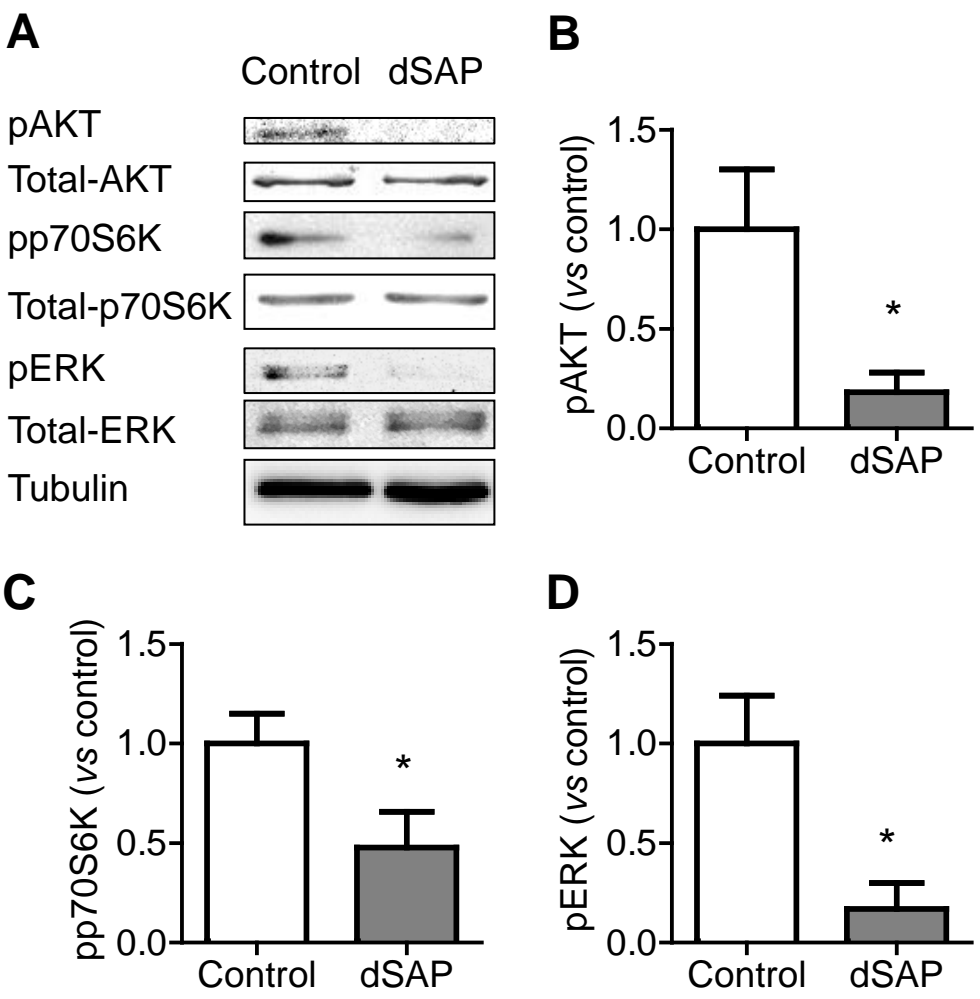 A
Control dSAP
pAKT
Total-AKT
pp70S6K
Total-p70S6K
pERK
Total-ERK
Tubulin
B
pAKT (vs control)
1.5
1.0
0.5
0.0
*
Control dSAP
C
pp70S6K (vs control)
1.5
1.0
0.5
0.0
*
Control dSAP
D
pERK (vs control)
1.5
1.0
0.5
0.0
*
Control dSAP